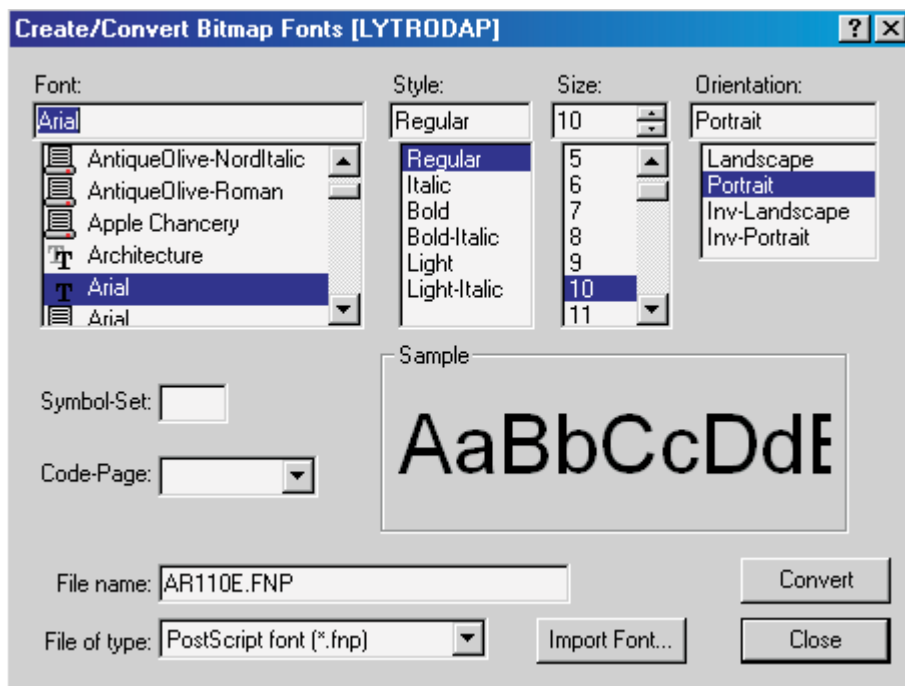 Create/Convert Bitmap Fonts [LYTRODAP]
Font:
Arial
AntiqueOlive-NordItalic
AntiqueOlive-Roman
Apple Chancery
Architecture
Arial
Arial
Style:
Regular
Regular
Italic
Bold
Bold-Italic
Light
Light-Italic
Size:
10
5
6
7
8
9
10
11
Orientation:
Portrait
Landscape
Portrait
Inv-Landscape
Inv-Portrait
Symbol-Set:
Code-Page:
Sample
AaBbCcDdE
File name: AR110E.FNP
Convert
File of type: PostScript font (*.fnp)
Import Font...
Close